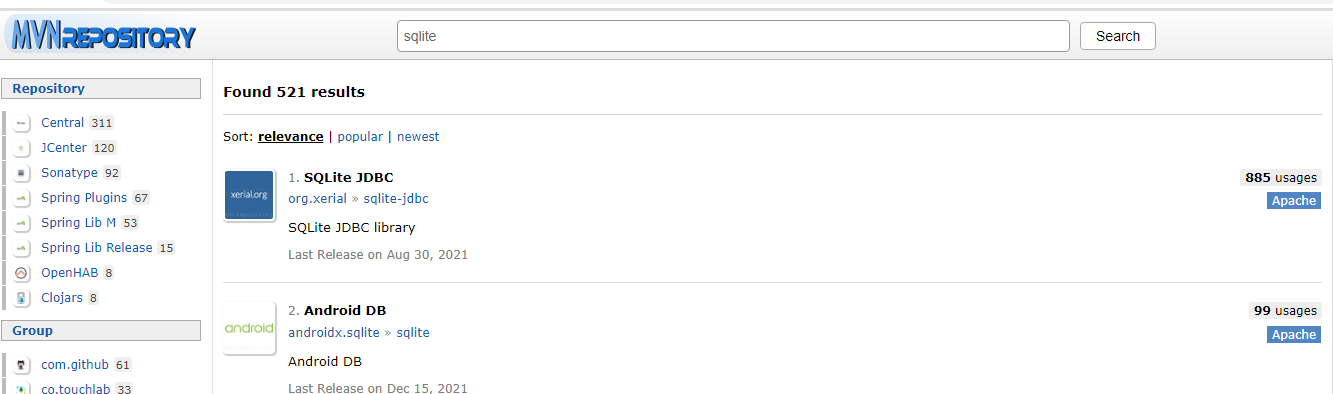 MVNREPOSITORY
sqlite
Search
Repository
Central 311
JCenter 120
Sonatype 92
Spring Plugins 67
Spring Lib M 53
Spring Lib Release 15
OpenHAB 8
Clojars 8
Group
com.github 61
co.touchlab 33
Found 521 results
Sort: relevance | popular | newest
xerial.org
1. SQLite JDBC
885 usages
org.xerial » sqlite-jdbc
Apache
SQLite JDBC library
Last Release on Aug 30, 2021
android
2. Android DB
99 usages
androidx.sqlite » sqlite
Apache
Android DB
Last Release on Dec 15, 2021